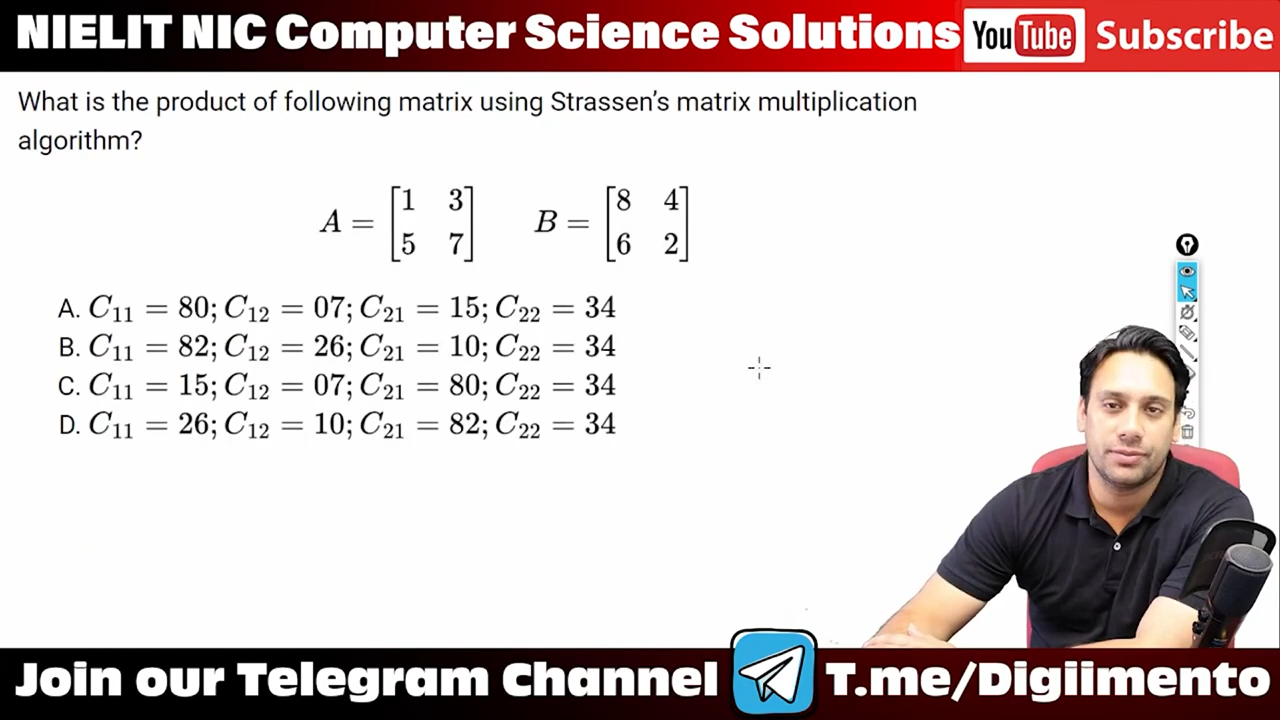 NIELIT NIC Computer Science Solutions YouTube Subscribe
What is the product of following matrix using Strassen's matrix multiplication
algorithm?
A = [1 3 B = [8 4
5 7] 6 2]
A. C₁₁ = 80; C₁₂ = 07; C₂₁ = 15; C₂₂ = 34
B. C₁₁ = 82; C₁₂ = 26; C₂₁ = 10; C₂₂ = 34
C. C₁₁ = 15; C₁₂ = 07; C₂₁ = 80; C₂₂ = 34
D. C₁₁ = 26; C₁₂ = 10; C₂₁ = 82; C₂₂ = 34
Join our Telegram Channel T.me/Digiimento